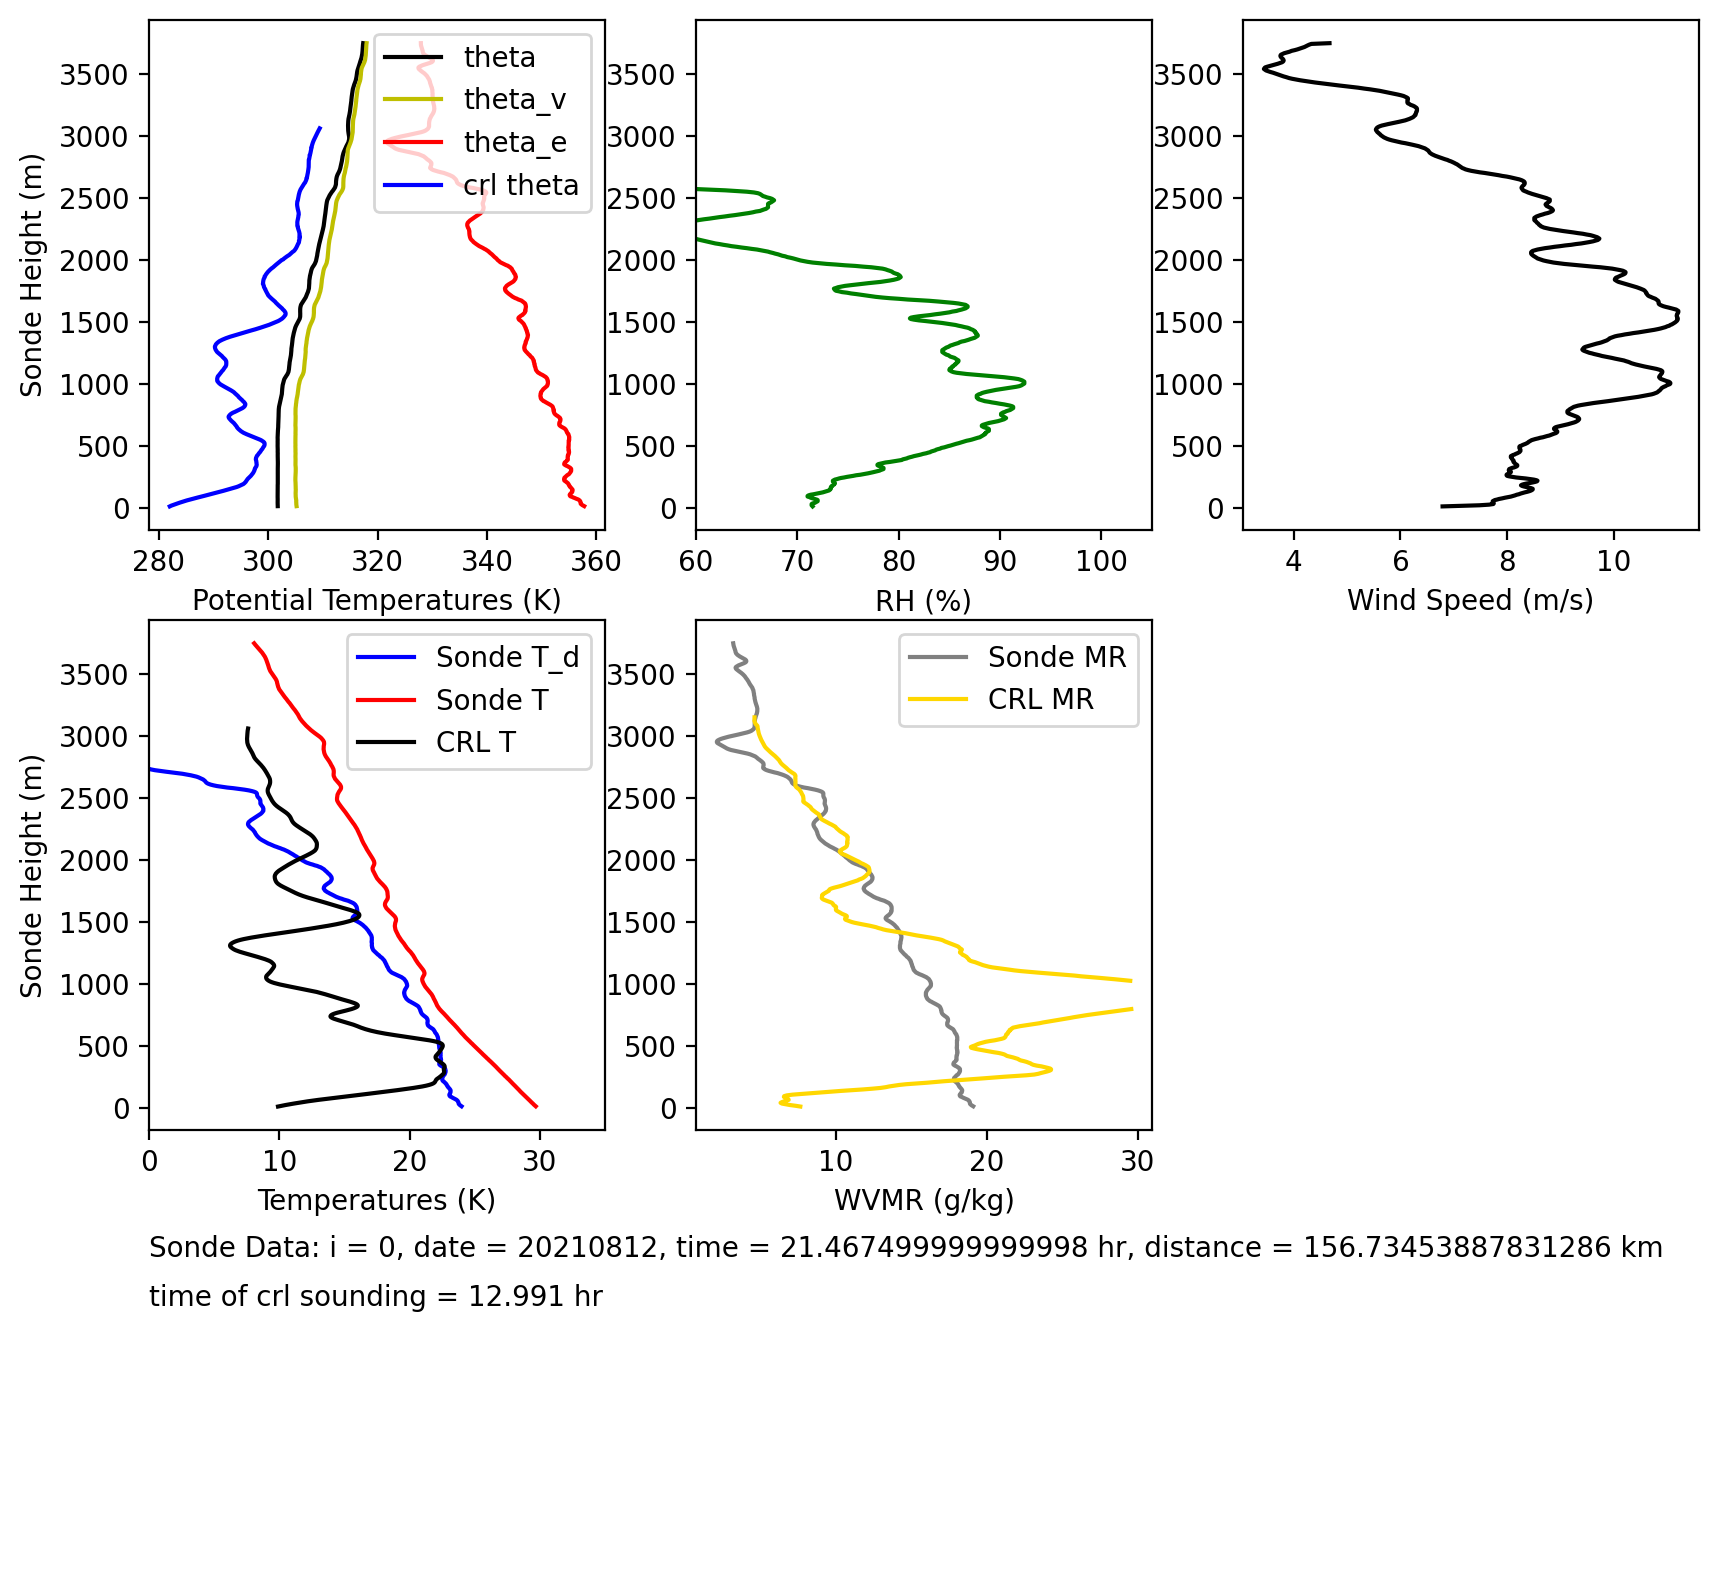 3500
3000
2500
2000
1500
1000
500
0
Sonde Height (m)
280 300 320 340 360
Potential Temperatures (K)
theta
theta_v
theta_e
crl theta
3500
3000
2500
2000
1500
1000
500
0
60 70 80 90 100
RH (%)
3500
3000
2500
2000
1500
1000
500
0
4 6 8 10
Wind Speed (m/s)
3500
3000
2500
2000
1500
1000
500
0
Sonde Height (m)
0 10 20 30
Temperatures (K)
Sonde T_d
Sonde T
CRL T
3500
3000
2500
2000
1500
1000
500
0
10 20 30
WVMR (g/kg)
Sonde MR
CRL MR
Sonde Data: i = 0, date = 20210812, time = 21.467499999999998 hr, distance = 156.73453887831286 km
time of crl sounding = 12.991 hr